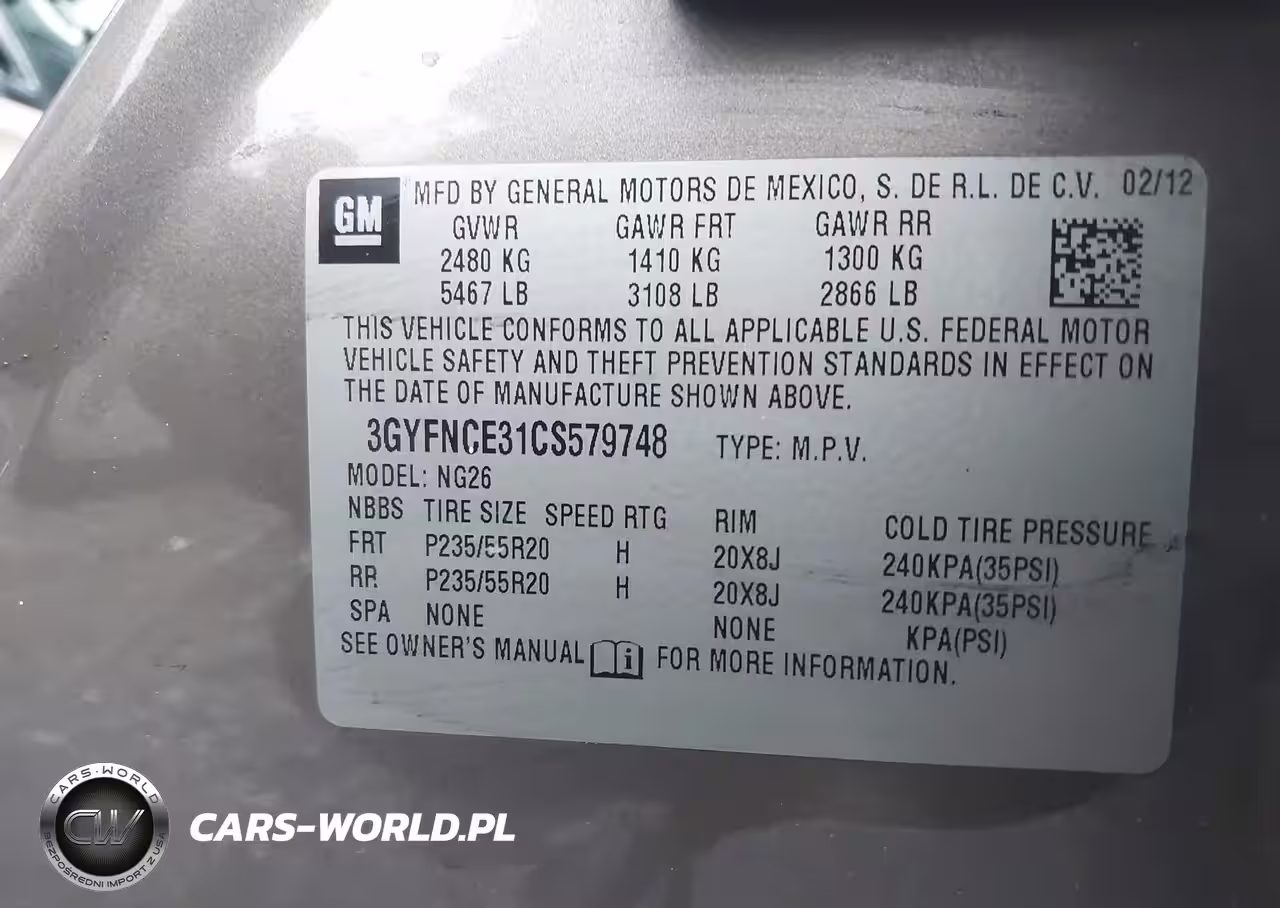 GM
MFD BY GENERAL MOTORS DE MEXICO, S. DE R.L. DE C.V. 02/12
GVWR GAWR FRT GAWR RR
2480 KG 1410 KG 1300 KG
5467 LB 3108 LB 2866 LB
THIS VEHICLE CONFORMS TO ALL APPLICABLE U.S. FEDERAL MOTOR
VEHICLE SAFETY AND THEFT PREVENTION STANDARDS IN EFFECT ON
THE DATE OF MANUFACTURE SHOWN ABOVE.
3GYFNCE31CS579748 TYPE: M.P.V.
MODEL: NG26
NBBS TIRE SIZE SPEED RTG RIM COLD TIRE PRESSURE
FRT P235/55R20 H 20X8J 240KPA(35PSI)
RR P235/55R20 H 20X8J 240KPA(35PSI)
SPA NONE NONE KPA(PSI)
SEE OWNER'S MANUAL i FOR MORE INFORMATION.
CARS-WORLD
CW
BEZPOŚREDNI IMPORT Z USA
CARS-WORLD.PL